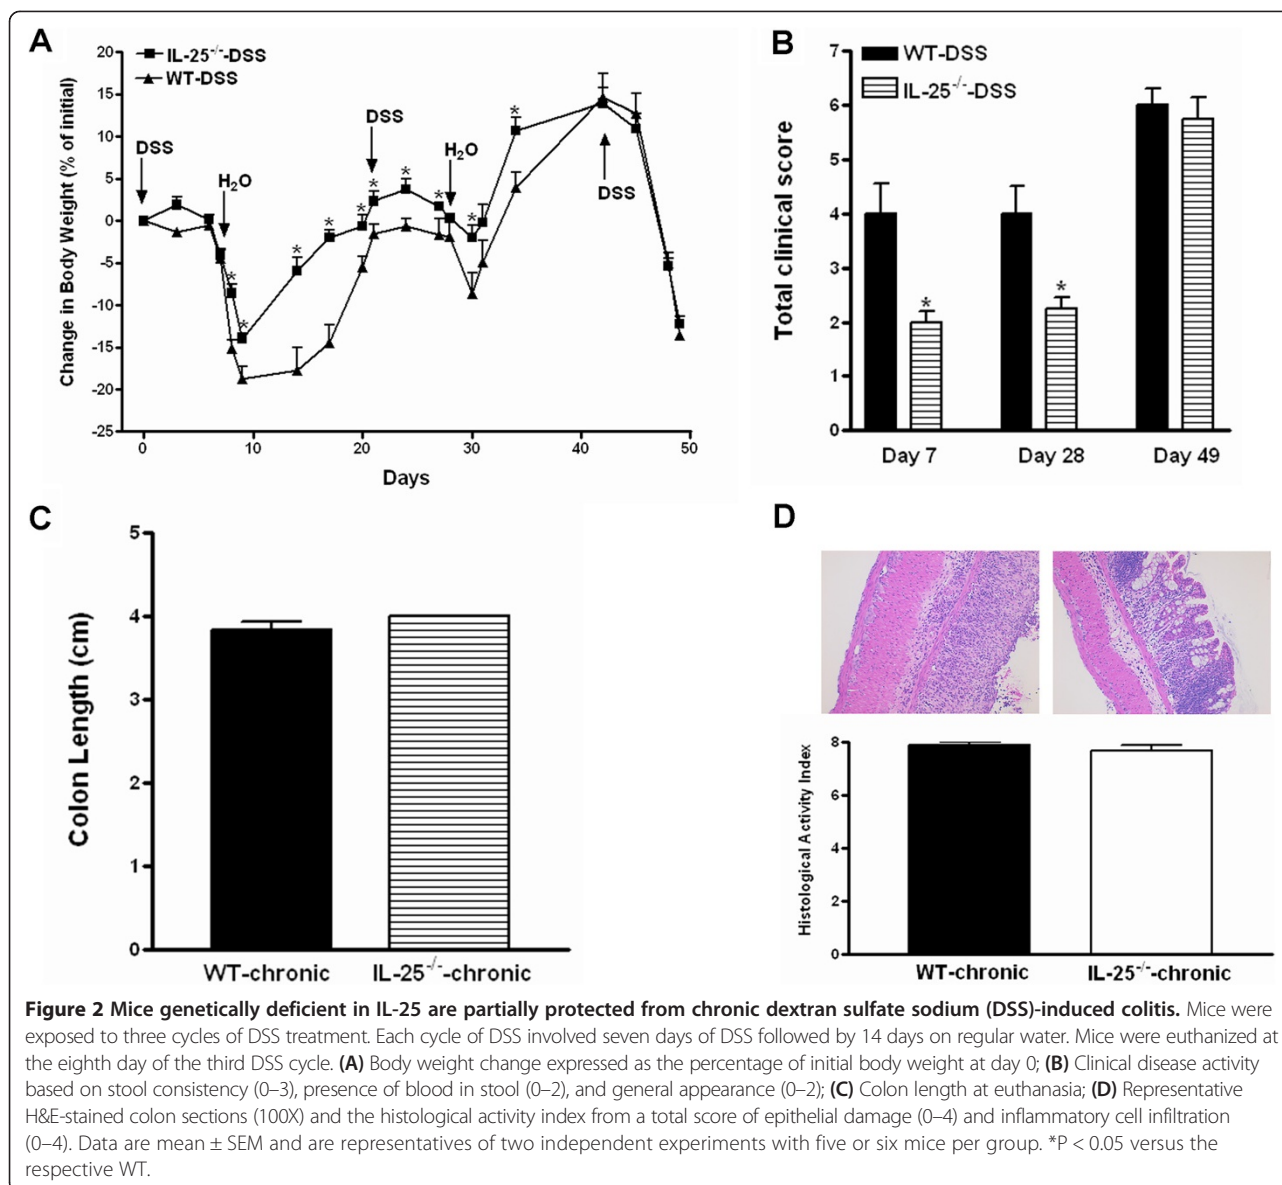 A
IL-25⁻/⁻-DSS
WT-DSS
20
15
10
5
0
-5
-10
-15
-20
-25
Change in Body Weight (% of initial)
DSS
H₂O
DSS
H₂O
DSS
* * * * * * * * * *
0 10 20 30 40 50
Days
B
WT-DSS
IL-25⁻/⁻-DSS
7
6
5
4
3
2
1
0
Total clinical score
* *
Day 7 Day 28 Day 49
C
5
4
3
2
1
0
Colon Length (cm)
WT-chronic IL-25⁻/⁻-chronic
D
8
6
4
2
0
Histological Activity Index
WT-chronic IL-25⁻/⁻-chronic
Figure 2 Mice genetically deficient in IL-25 are partially protected from chronic dextran sulfate sodium (DSS)-induced colitis. Mice were
exposed to three cycles of DSS treatment. Each cycle of DSS involved seven days of DSS followed by 14 days on regular water. Mice were euthanized at
the eighth day of the third DSS cycle. (A) Body weight change expressed as the percentage of initial body weight at day 0; (B) Clinical disease activity
based on stool consistency (0–3), presence of blood in stool (0–2), and general appearance (0–2); (C) Colon length at euthanasia; (D) Representative
H&E-stained colon sections (100X) and the histological activity index from a total score of epithelial damage (0–4) and inflammatory cell infiltration
(0–4). Data are mean ± SEM and are representatives of two independent experiments with five or six mice per group. *P < 0.05 versus the
respective WT.